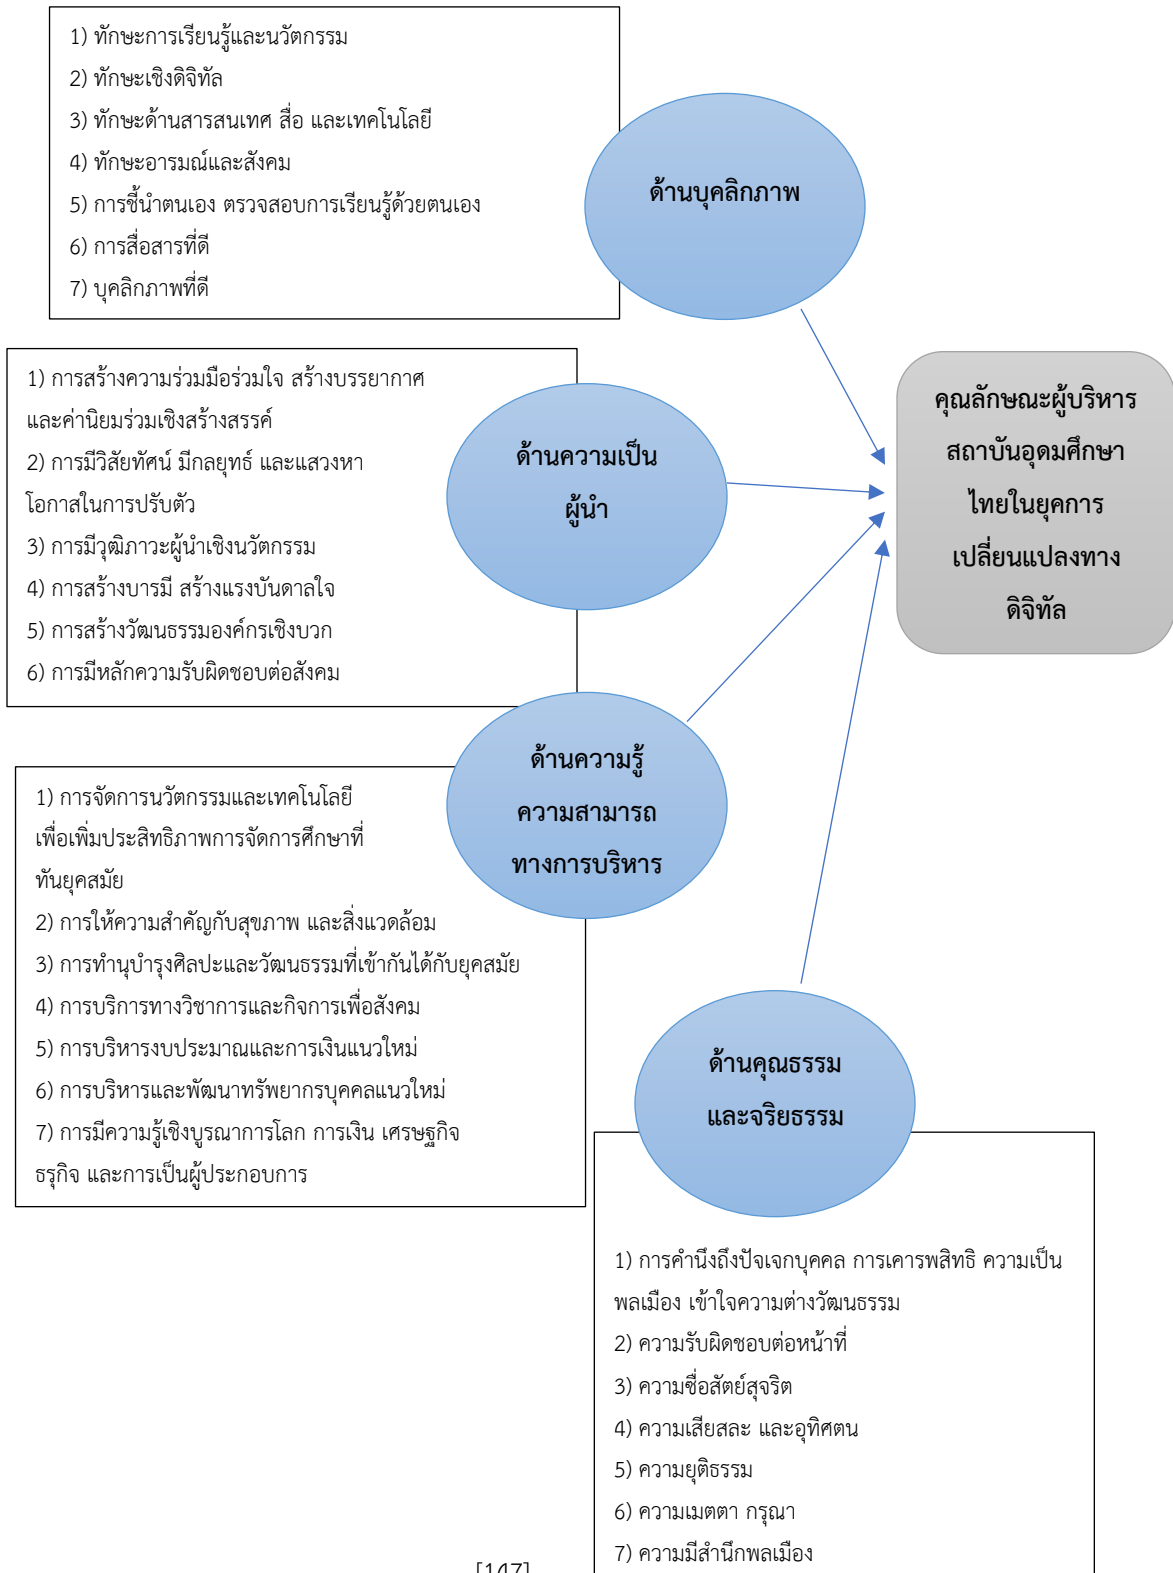 1) ทักษะการเรียนรู้และนวัตกรรม
2) ทักษะเชิงดิจิทัล
3) ทักษะด้านสารสนเทศ สื่อ และเทคโนโลยี
4) ทักษะอารมณ์และสังคม
5) การชี้นำตนเอง ตรวจสอบการเรียนรู้ด้วยตนเอง
6) การสื่อสารที่ดี
7) บุคลิกภาพที่ดี
ด้านบุคลิกภาพ
1) การสร้างความร่วมมือร่วมใจ สร้างบรรยากาศ
และค่านิยมร่วมเชิงสร้างสรรค์
2) การมีวิสัยทัศน์ มีกลยุทธ์ และแสวงหา
โอกาสในการปรับตัว
3) การมีวุฒิภาวะผู้นำเชิงนวัตกรรม
4) การสร้างบารมี สร้างแรงบันดาลใจ
5) การสร้างวัฒนธรรมองค์กรเชิงบวก
6) การมีหลักความรับผิดชอบต่อสังคม
ด้านความเป็น
ผู้นำ
คุณลักษณะผู้บริหาร
สถาบันอุดมศึกษา
ไทยในยุคการ
เปลี่ยนแปลงทาง
ดิจิทัล
1) การจัดการนวัตกรรมและเทคโนโลยี
เพื่อเพิ่มประสิทธิภาพการจัดการศึกษาที่
ทันยุคสมัย
2) การให้ความสำคัญกับสุขภาพ และสิ่งแวดล้อม
3) การทำนุบำรุงศิลปะและวัฒนธรรมที่เข้ากันได้กับยุคสมัย
4) การบริการทางวิชาการและกิจการเพื่อสังคม
5) การบริหารงบประมาณและการเงินแนวใหม่
6) การบริหารและพัฒนาทรัพยากรบุคคลแนวใหม่
7) การมีความรู้เชิงบูรณาการโลก การเงิน เศรษฐกิจ
ธรุกิจ และการเป็นผู้ประกอบการ
ด้านความรู้
ความสามารถ
ทางการบริหาร
ด้านคุณธรรม
และจริยธรรม
1) การคำนึงถึงปัจเจกบุคคล การเคารพสิทธิ ความเป็น
พลเมือง เข้าใจความต่างวัฒนธรรม
2) ความรับผิดชอบต่อหน้าที่
3) ความซื่อสัตย์สุจริต
4) ความเสียสละ และอุทิศตน
5) ความยุติธรรม
6) ความเมตตา กรุณา
7) ความมีสำนึกพลเมือง
[147]